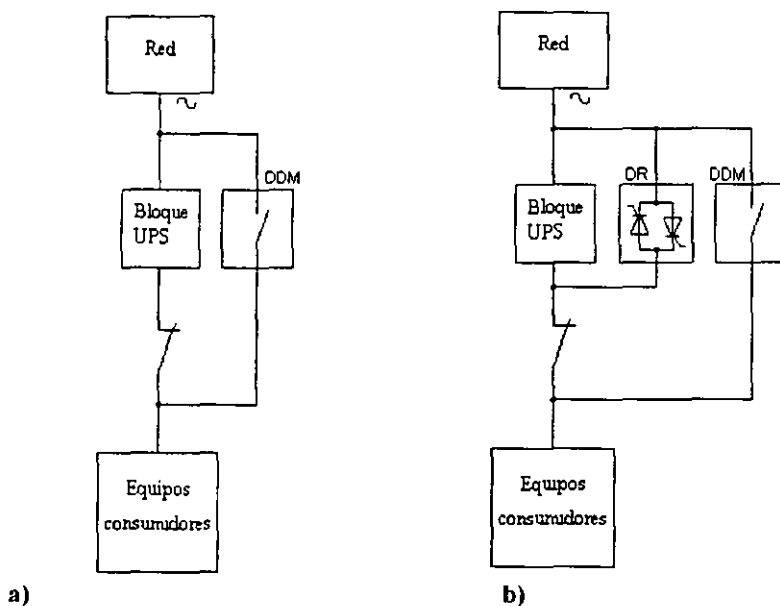 Red
DDM
Bloque
UPS
Equipos
consumidores
a)
Red
DR
DDM
Bloque
UPS
Equipos
consumidores
b)